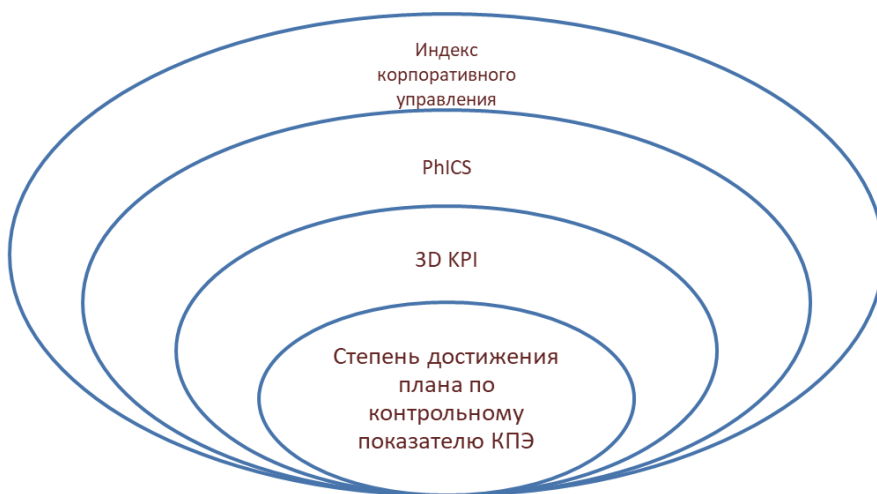 Индекс
корпоративного
управления
PhICS
3D KPI
Степень достижения
плана по
контрольному
показателю КПЭ